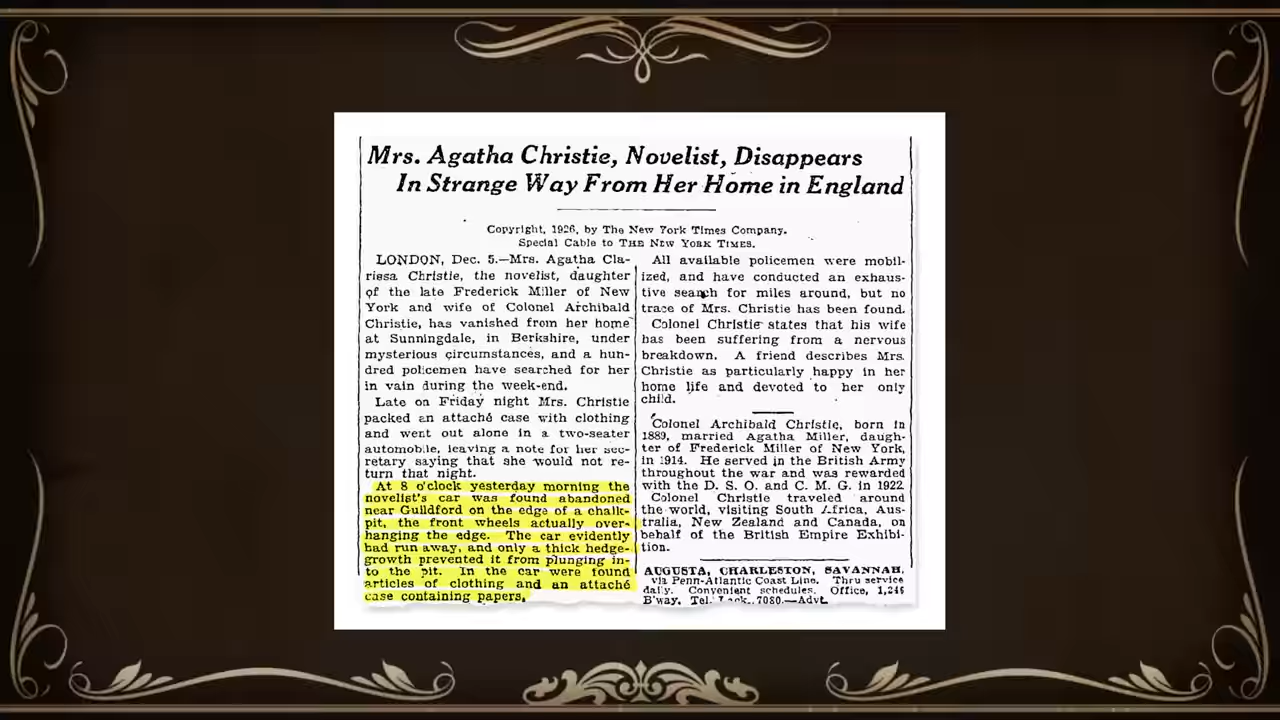 Mrs. Agatha Christie, Novelist, Disappears
In Strange Way From Her Home in England
Copyright, 1926, by The New York Times Company.
Special Cable to THE NEW YORK TIMES.
LONDON, Dec. 5.—Mrs. Agatha Cla-
rissa Christie, the novelist, daughter
of the late Frederick Miller of New
York and wife of Colonel Archibald
Christie, has vanished from her home
at Sunningdale, in Berkshire, under
mysterious circumstances, and a hun-
dred policemen have searched for her
in vain during the week-end.
Late on Friday night Mrs. Christie
packed an attaché case with clothing
and went out alone in a two-seater
automobile, leaving a note for her sec-
retary saying that she would not re-
turn that night.
At 8 o'clock yesterday morning the
novelist's car was found abandoned
near Guildford on the edge of a chalk-
pit, the front wheels actually over-
hanging the edge. The car evidently
had run away, and only a thick hedge-
growth prevented it from plunging in-
to the pit. In the car were found
articles of clothing and an attaché
case containing papers.
All available policemen were mobil-
ized, and have conducted an exhaus-
tive search for miles around, but no
trace of Mrs. Christie has been found.
Colonel Christie states that his wife
has been suffering from a nervous
breakdown. A friend describes Mrs.
Christie as particularly happy in her
home life and devoted to her only
child.
Colonel Archibald Christie, born in
1889, married Agatha Miller, daugh-
ter of Frederick Miller of New York,
in 1914. He served in the British Army
throughout the war and was rewarded
with the D. S. O. and C. M. G. in 1922.
Colonel Christie traveled around
the world, visiting South Africa, Aus-
tralia, New Zealand and Canada, on
behalf of the British Empire Exhibi-
tion.
AUGUSTA, CHARLESTON, SAVANNAH,
via Penn-Atlantic Coast Line. Thru service
daily. Convenient schedules. Office, 1,246
B'way. Tel. 7080.—Advt.